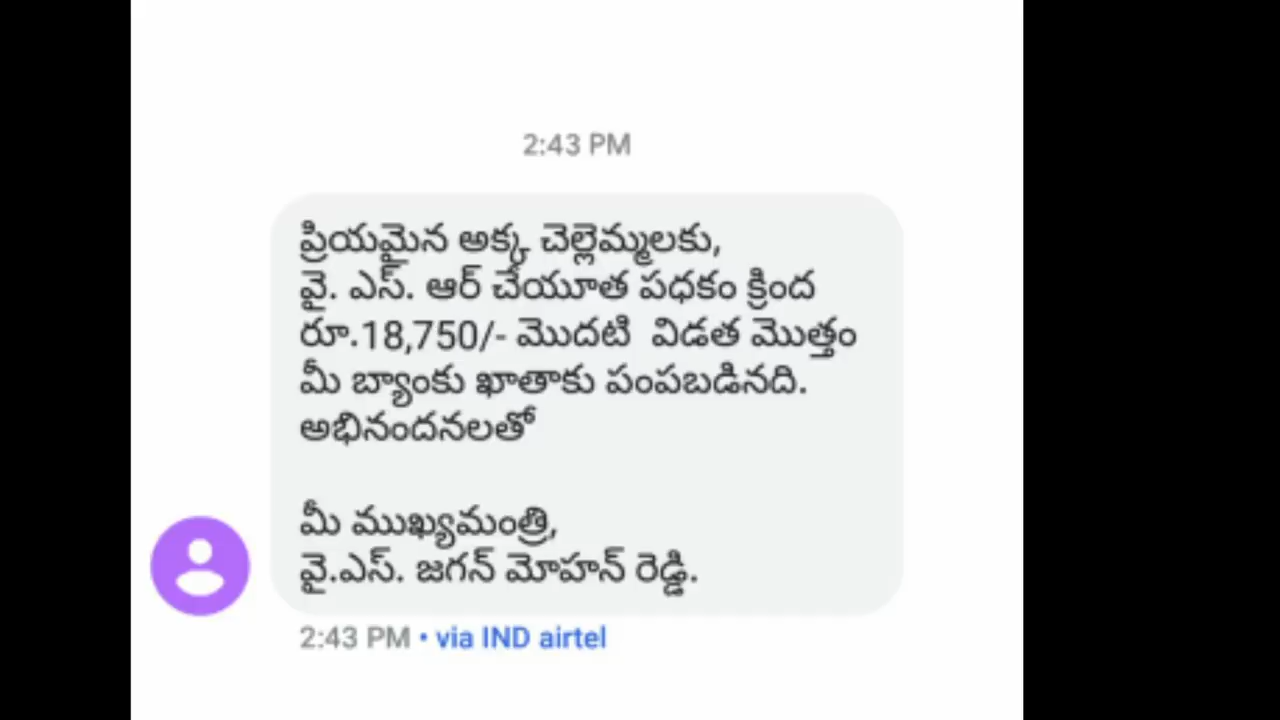 2:43 PM
ప్రియమైన అక్క చెల్లెమ్మలకు,
వై. ఎస్. ఆర్ చేయూత పధకం క్రింద
రూ.18,750/- మొదటి విడత మొత్తం
మీ బ్యాంకు ఖాతాకు పంపబడినది.
అభినందనలతో
మీ ముఖ్యమంత్రి,
వై.ఎస్. జగన్ మోహన్ రెడ్డి.
2:43 PM • via IND airtel